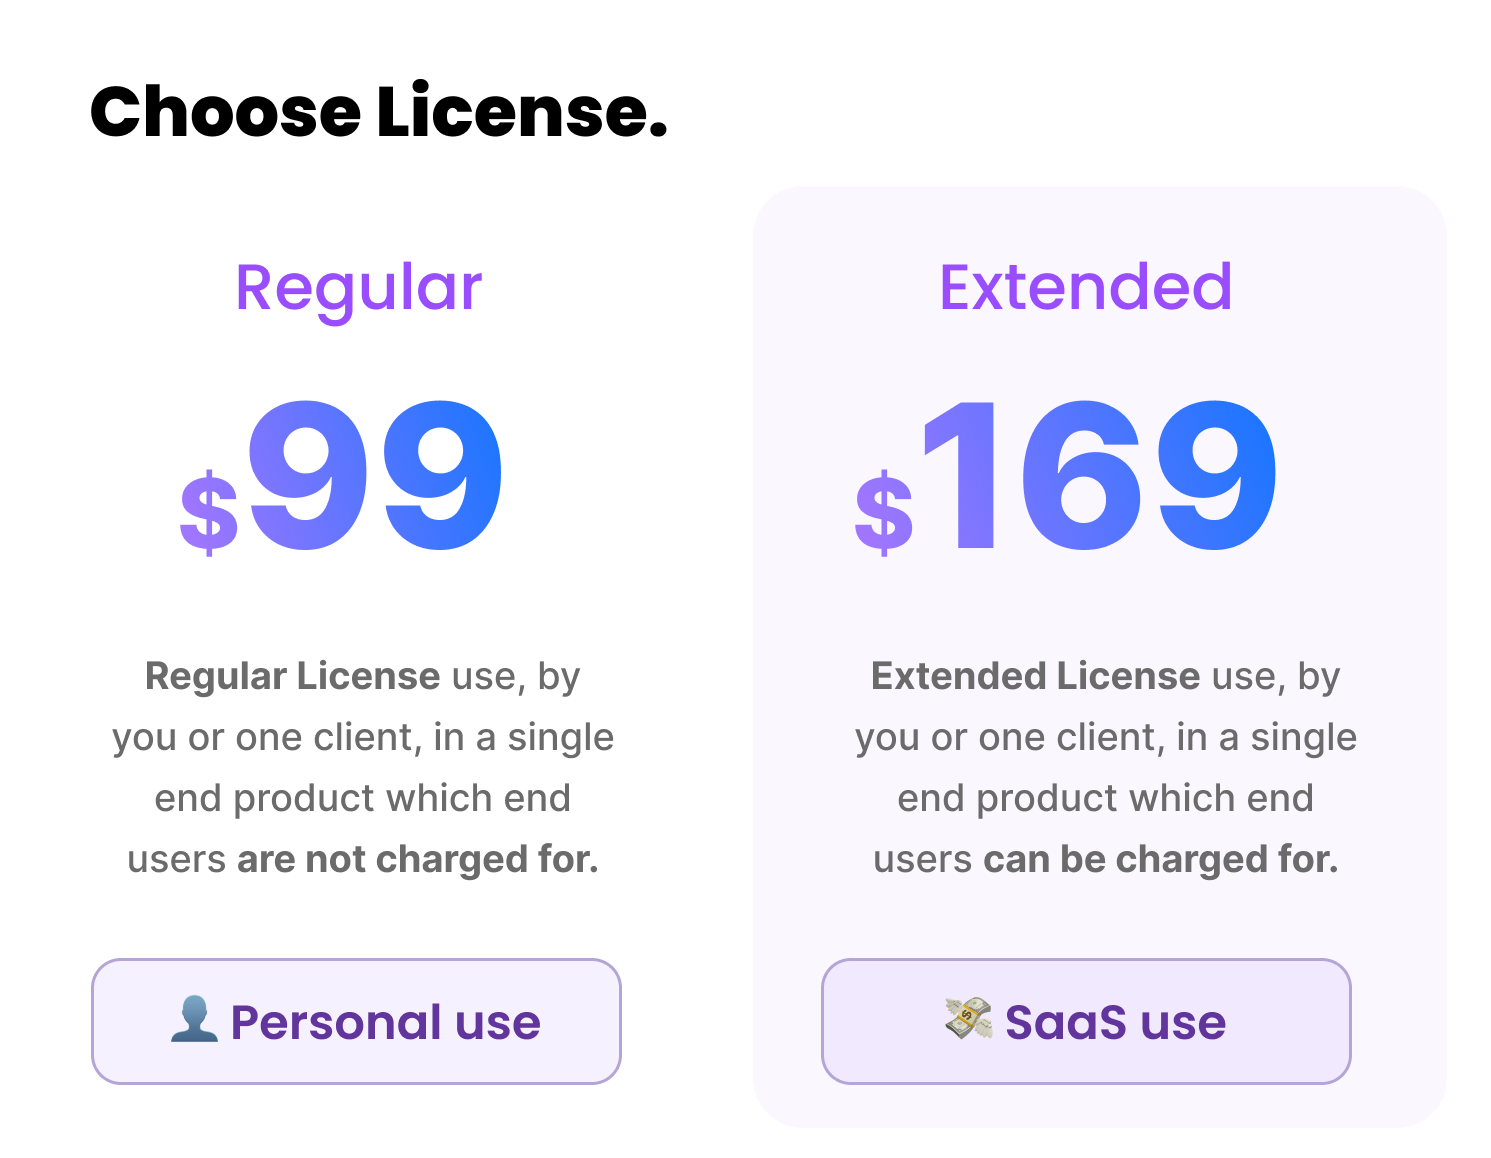 Choose License.
Regular
$99
Regular License use, by
you or one client, in a single
end product which end
users are not charged for.
👤 Personal use
Extended
$169
Extended License use, by
you or one client, in a single
end product which end
users can be charged for.
💸 SaaS use